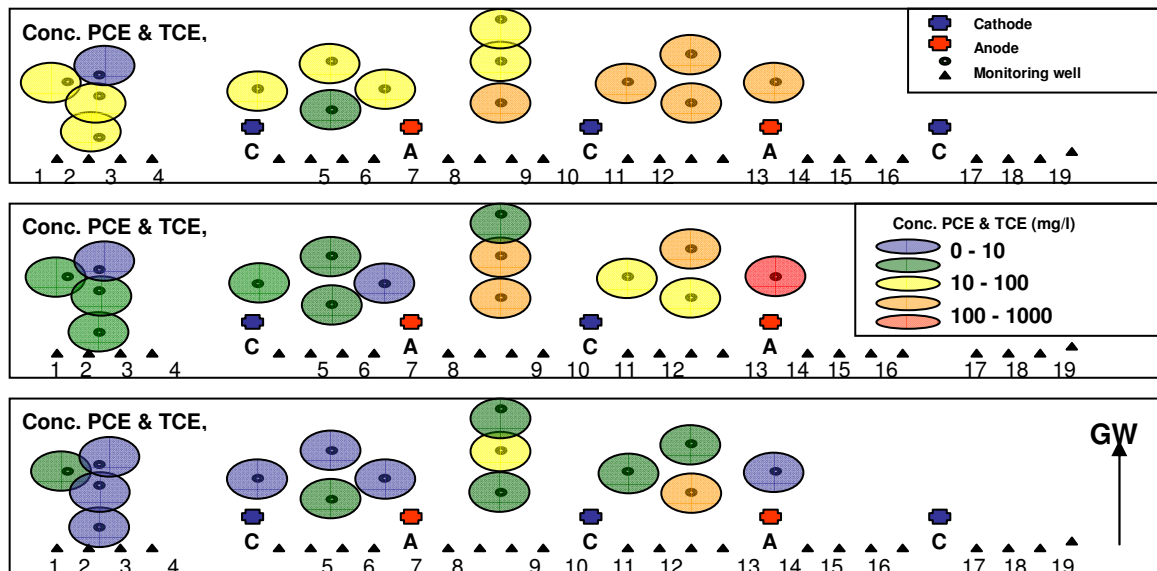 Conc. PCE & TCE,
Cathode
Anode
Monitoring well
C A C A C
1 2 3 4 5 6 7 8 9 10 11 12 13 14 15 16 17 18 19
Conc. PCE & TCE,
Conc. PCE & TCE (mg/l)
0 - 10
10 - 100
100 - 1000
C A C A
1 2 3 4 5 6 7 8 9 10 11 12 13 14 15 16 17 18 19
Conc. PCE & TCE,
GW
C A C A C
1 2 3 4 5 6 7 8 9 10 11 12 13 14 15 16 17 18 19